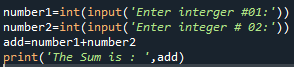 number1=int(input('Enter interger #01:'))
number2=int(input('Enter integer # 02:'))
add=number1+number2
print('The Sum is : ',add)